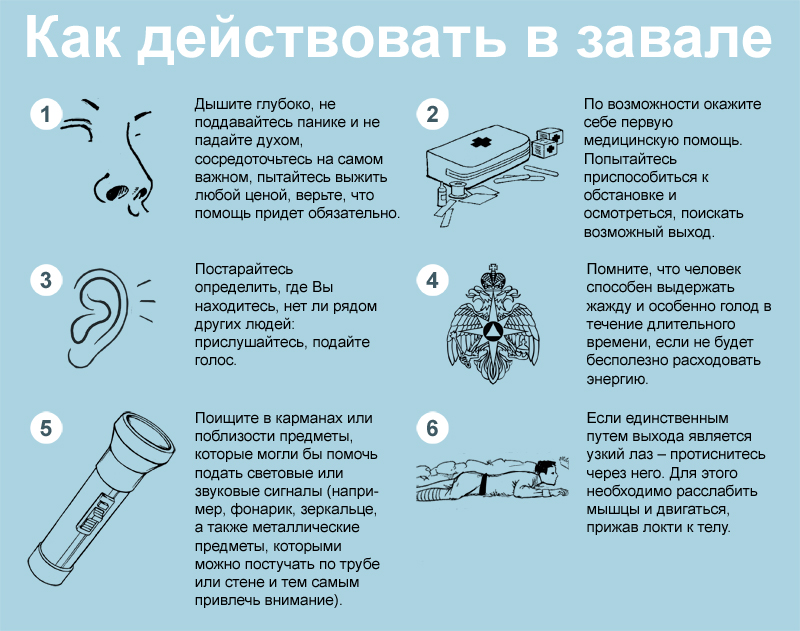 Как действовать в завале
1
Дышите глубоко, не
поддавайтесь панике и не
падайте духом,
сосредоточьтесь на самом
важном, пытайтесь выжить
любой ценой, верьте, что
помощь придет обязательно.
2
По возможности окажите
себе первую
медицинскую помощь.
Попытайтесь
приспособиться к
обстановке и
осмотреться, поискать
возможный выход.
3
Постарайтесь
определить, где Вы
находитесь, нет ли рядом
других людей:
прислушайтесь, подайте
голос.
4
Помните, что человек
способен выдержать
жажду и особенно голод в
течение длительного
времени, если не будет
бесполезно расходовать
энергию.
5
Поищите в карманах или
поблизости предметы,
которые могли бы помочь
подать световые или
звуковые сигналы (напри-
мер, фонарик, зеркальце,
а также металлические
предметы, которыми
можно постучать по трубе
или стене и тем самым
привлечь внимание).
6
Если единственным
путем выхода является
узкий лаз – протиснитесь
через него. Для этого
необходимо расслабить
мышцы и двигаться,
прижав локти к телу.